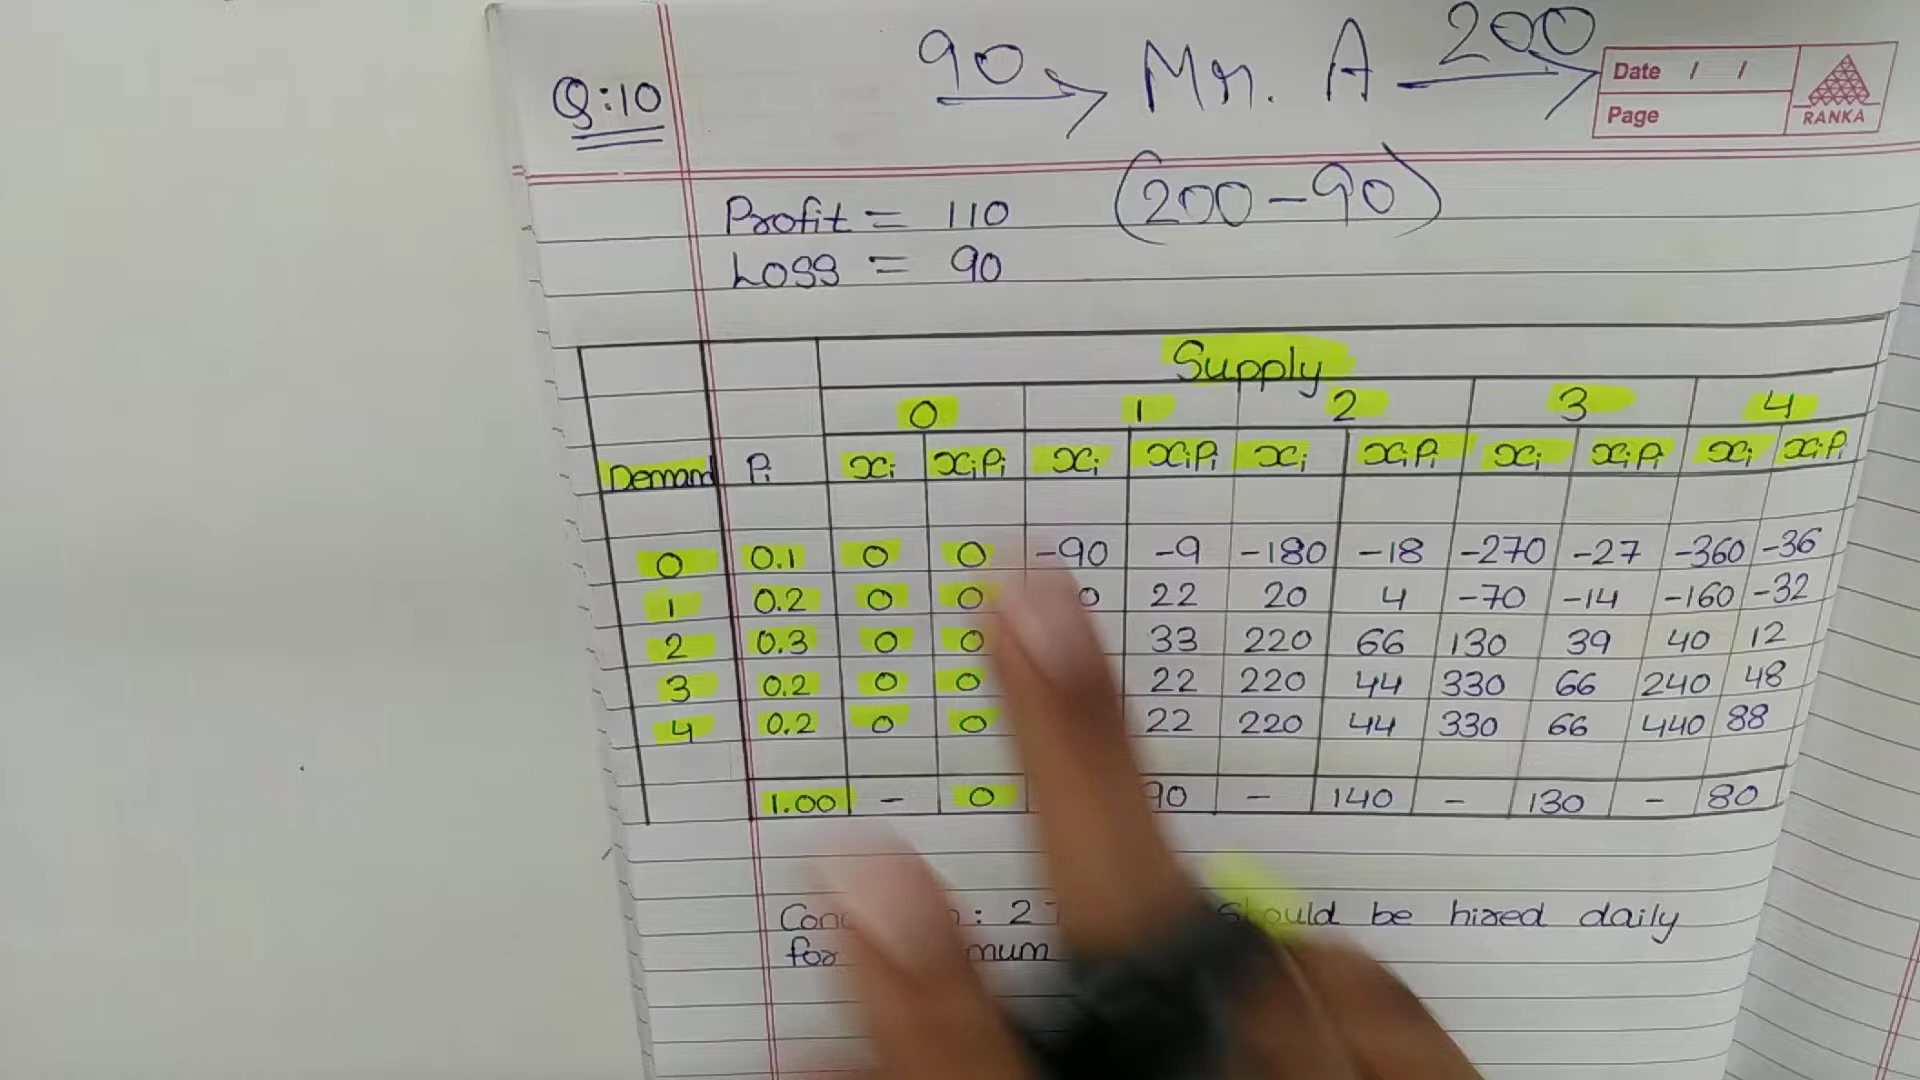 90 Mr. A 200
Q:10
Date / /
Page
RANKA
Profit = 110 (200-90)
Loss = 90
Supply
0 1 2 3 4
Demand Pi xi xiPi xi xiPi xi xiPi xi xiPi xi xiPi
0 0.1 0 0 -90 -9 -180 -18 -270 -27 -360 -36
1 0.2 0 0 22 20 4 -70 -14 -160 -32
2 0.3 0 0 33 220 66 130 39 40 12
3 0.2 0 0 22 220 44 330 66 240 48
4 0.2 0 0 22 220 44 330 66 440 88
1.00 - 0 90 - 140 - 130 - 80
: 2 should be hired daily
for